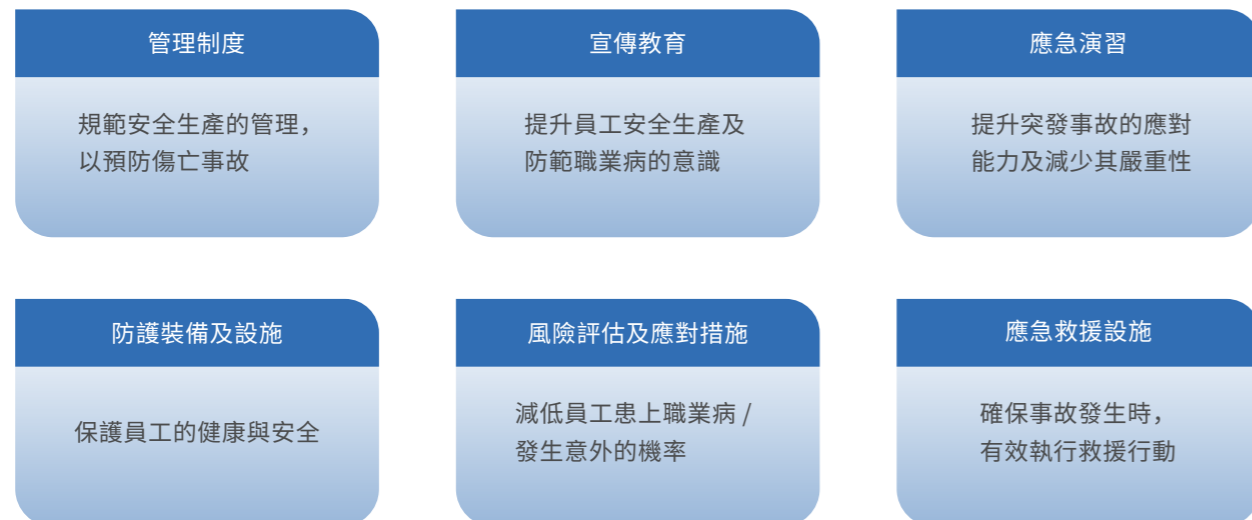 管理制度
規範安全生產的管理，
以預防傷亡事故
宣傳教育
提升員工安全生產及
防範職業病的意識
應急演習
提升突發事故的應對
能力及減少其嚴重性
防護裝備及設施
保護員工的健康與安全
風險評估及應對措施
減低員工患上職業病 /
發生意外的機率
應急救援設施
確保事故發生時，
有效執行救援行動